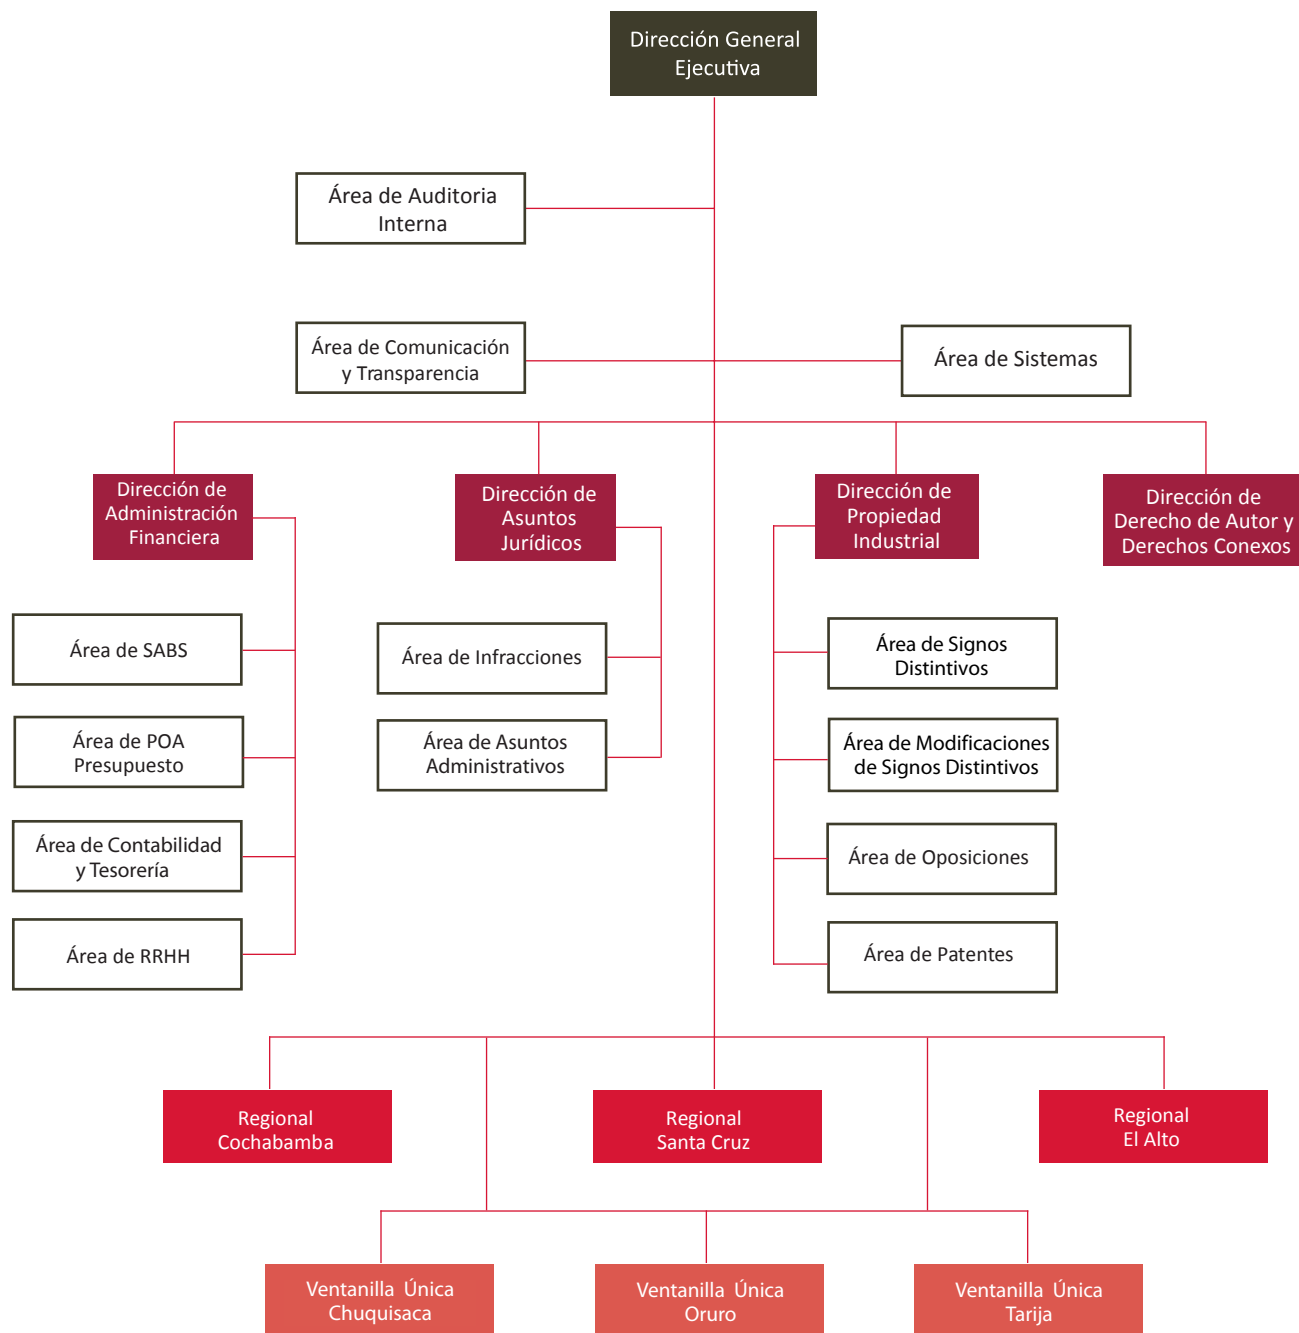 Dirección General
Ejecutiva
Área de Auditoria
Interna
Área de Comunicación
y Transparencia
Área de Sistemas
Dirección de
Administración
Financiera
Dirección de
Asuntos
Jurídicos
Dirección de
Propiedad
Industrial
Dirección de
Derecho de Autor y
Derechos Conexos
Área de SABS
Área de POA
Presupuesto
Área de Contabilidad
y Tesorería
Área de RRHH
Área de Infracciones
Área de Asuntos
Administrativos
Área de Signos
Distintivos
Área de Modificaciones
de Signos Distintivos
Área de Oposiciones
Área de Patentes
Regional
Cochabamba
Regional
Santa Cruz
Regional
El Alto
Ventanilla Única
Chuquisaca
Ventanilla Única
Oruro
Ventanilla Única
Tarija